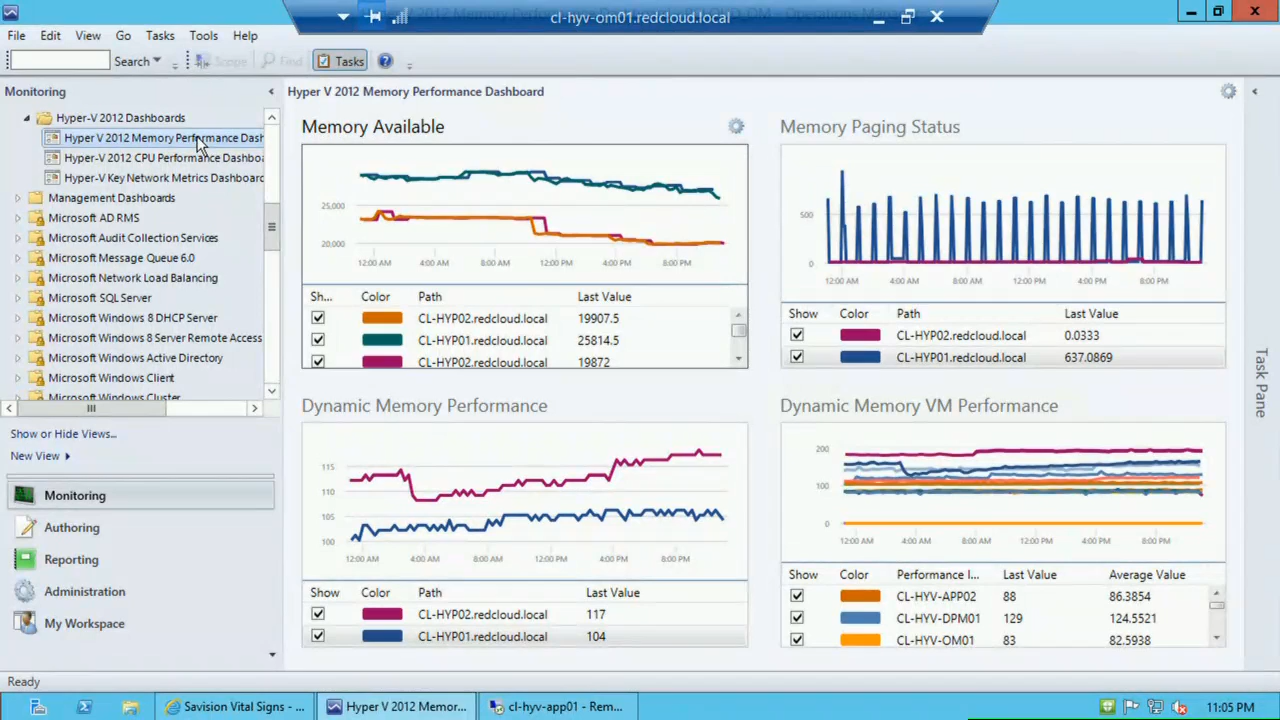 cl-hyv-om01.redcloud.local
File Edit View Go Tasks Tools Help
Search Scope Find Tasks
Monitoring
Hyper-V 2012 Dashboards
Hyper V 2012 Memory Performance Dash
Hyper-V 2012 CPU Performance Dashboa
Hyper-V Key Network Metrics Dashboard
Management Dashboards
Microsoft AD RMS
Microsoft Audit Collection Services
Microsoft Message Queue 6.0
Microsoft Network Load Balancing
Microsoft SQL Server
Microsoft Windows 8 DHCP Server
Microsoft Windows 8 Server Remote Access
Microsoft Windows Active Directory
Microsoft Windows Client
Microsoft Windows Cluster
Show or Hide Views...
New View
Monitoring
Authoring
Reporting
Administration
My Workspace
Hyper V 2012 Memory Performance Dashboard
Memory Available
25,000
20,000
12:00 AM 4:00 AM 8:00 AM 12:00 PM 4:00 PM 8:00 PM
Sh... Color Path Last Value
CL-HYP02.redcloud.local 19907.5
CL-HYP01.redcloud.local 25814.5
CL-HYP02.redcloud.local 19872
Memory Paging Status
500
0
12:00 AM 4:00 AM 8:00 AM 12:00 PM 4:00 PM 8:00 PM
Show Color Path Last Value
CL-HYP02.redcloud.local 0.0333
CL-HYP01.redcloud.local 637.0869
Dynamic Memory Performance
115
110
105
100
12:00 AM 4:00 AM 8:00 AM 12:00 PM 4:00 PM 8:00 PM
Show Color Path Last Value
CL-HYP02.redcloud.local 117
CL-HYP01.redcloud.local 104
Dynamic Memory VM Performance
200
100
0
12:00 AM 4:00 AM 8:00 AM 12:00 PM 4:00 PM 8:00 PM
Show Color Performance I... Last Value Average Value
CL-HYV-APP02 88 86.3854
CL-HYV-DPM01 129 124.5521
CL-HYV-OM01 83 82.5938
Task Pane
Ready
Savision Vital Signs - ... Hyper V 2012 Memor... cl-hyv-app01 - Rem... 11:05 PM